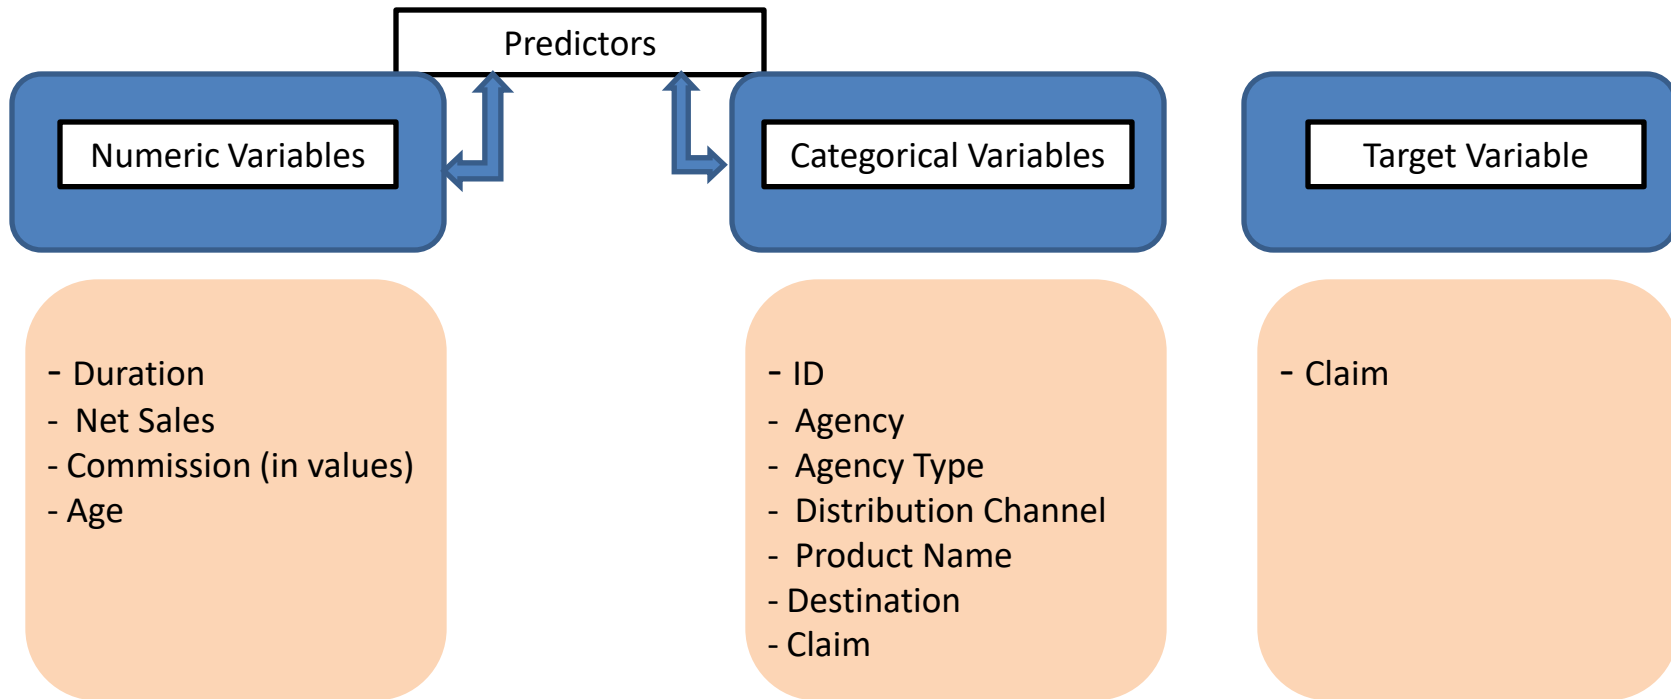 Predictors
Numeric Variables
Categorical Variables
Target Variable
- Duration
- Net Sales
- Commission (in values)
- Age
- ID
- Agency
- Agency Type
- Distribution Channel
- Product Name
- Destination
- Claim
- Claim